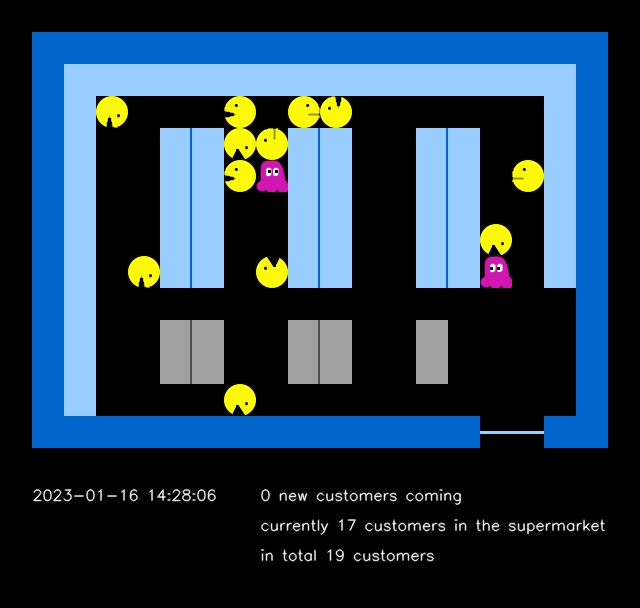 2023-01-16 14:28:06
0 new customers coming
currently 17 customers in the supermarket
in total 19 customers